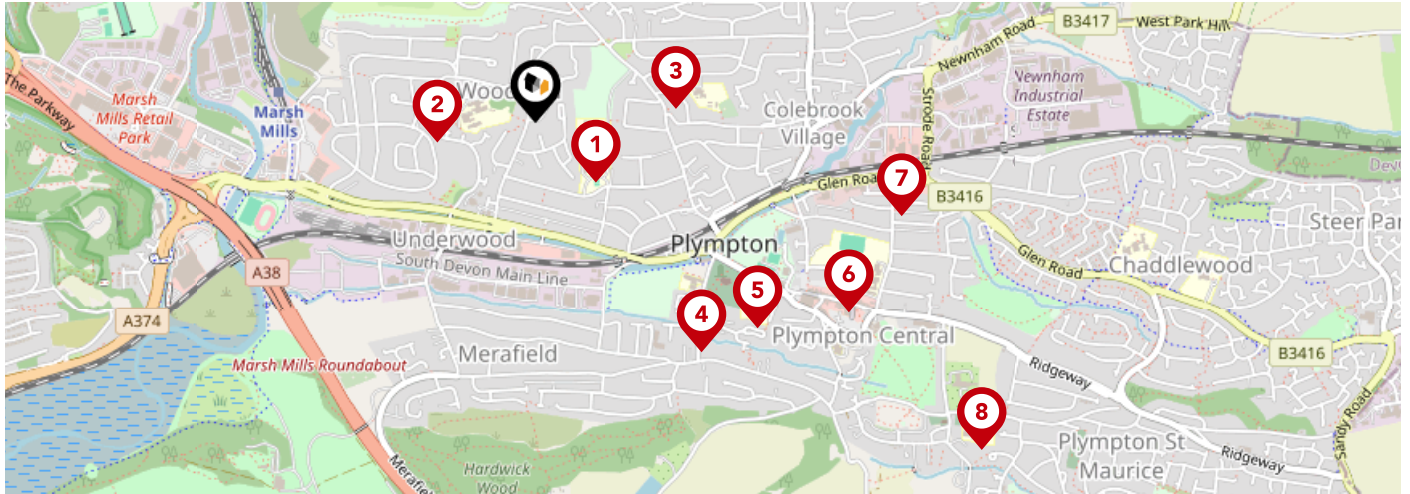 B3417
West Park Hill
Newnham Road
The Parkway
Marsh
Mills Retail
Park
Marsh
Mills
2
Wood
3
1
Colebrook
Village
Newnham
Industrial
Estate
Strode Road
Glen Roa
7
B3416
Steer Par
Underwood
South Devon Main Line
Plympton
A38
A374
6
5
4
Glen Road
Chaddlewood
Plympton Central
Merafield
Marsh Mills Roundabout
B3416
Ridgeway
8
Sandy Road
Plympton St
Maurice
Ridgeway
Hardwick
Wood